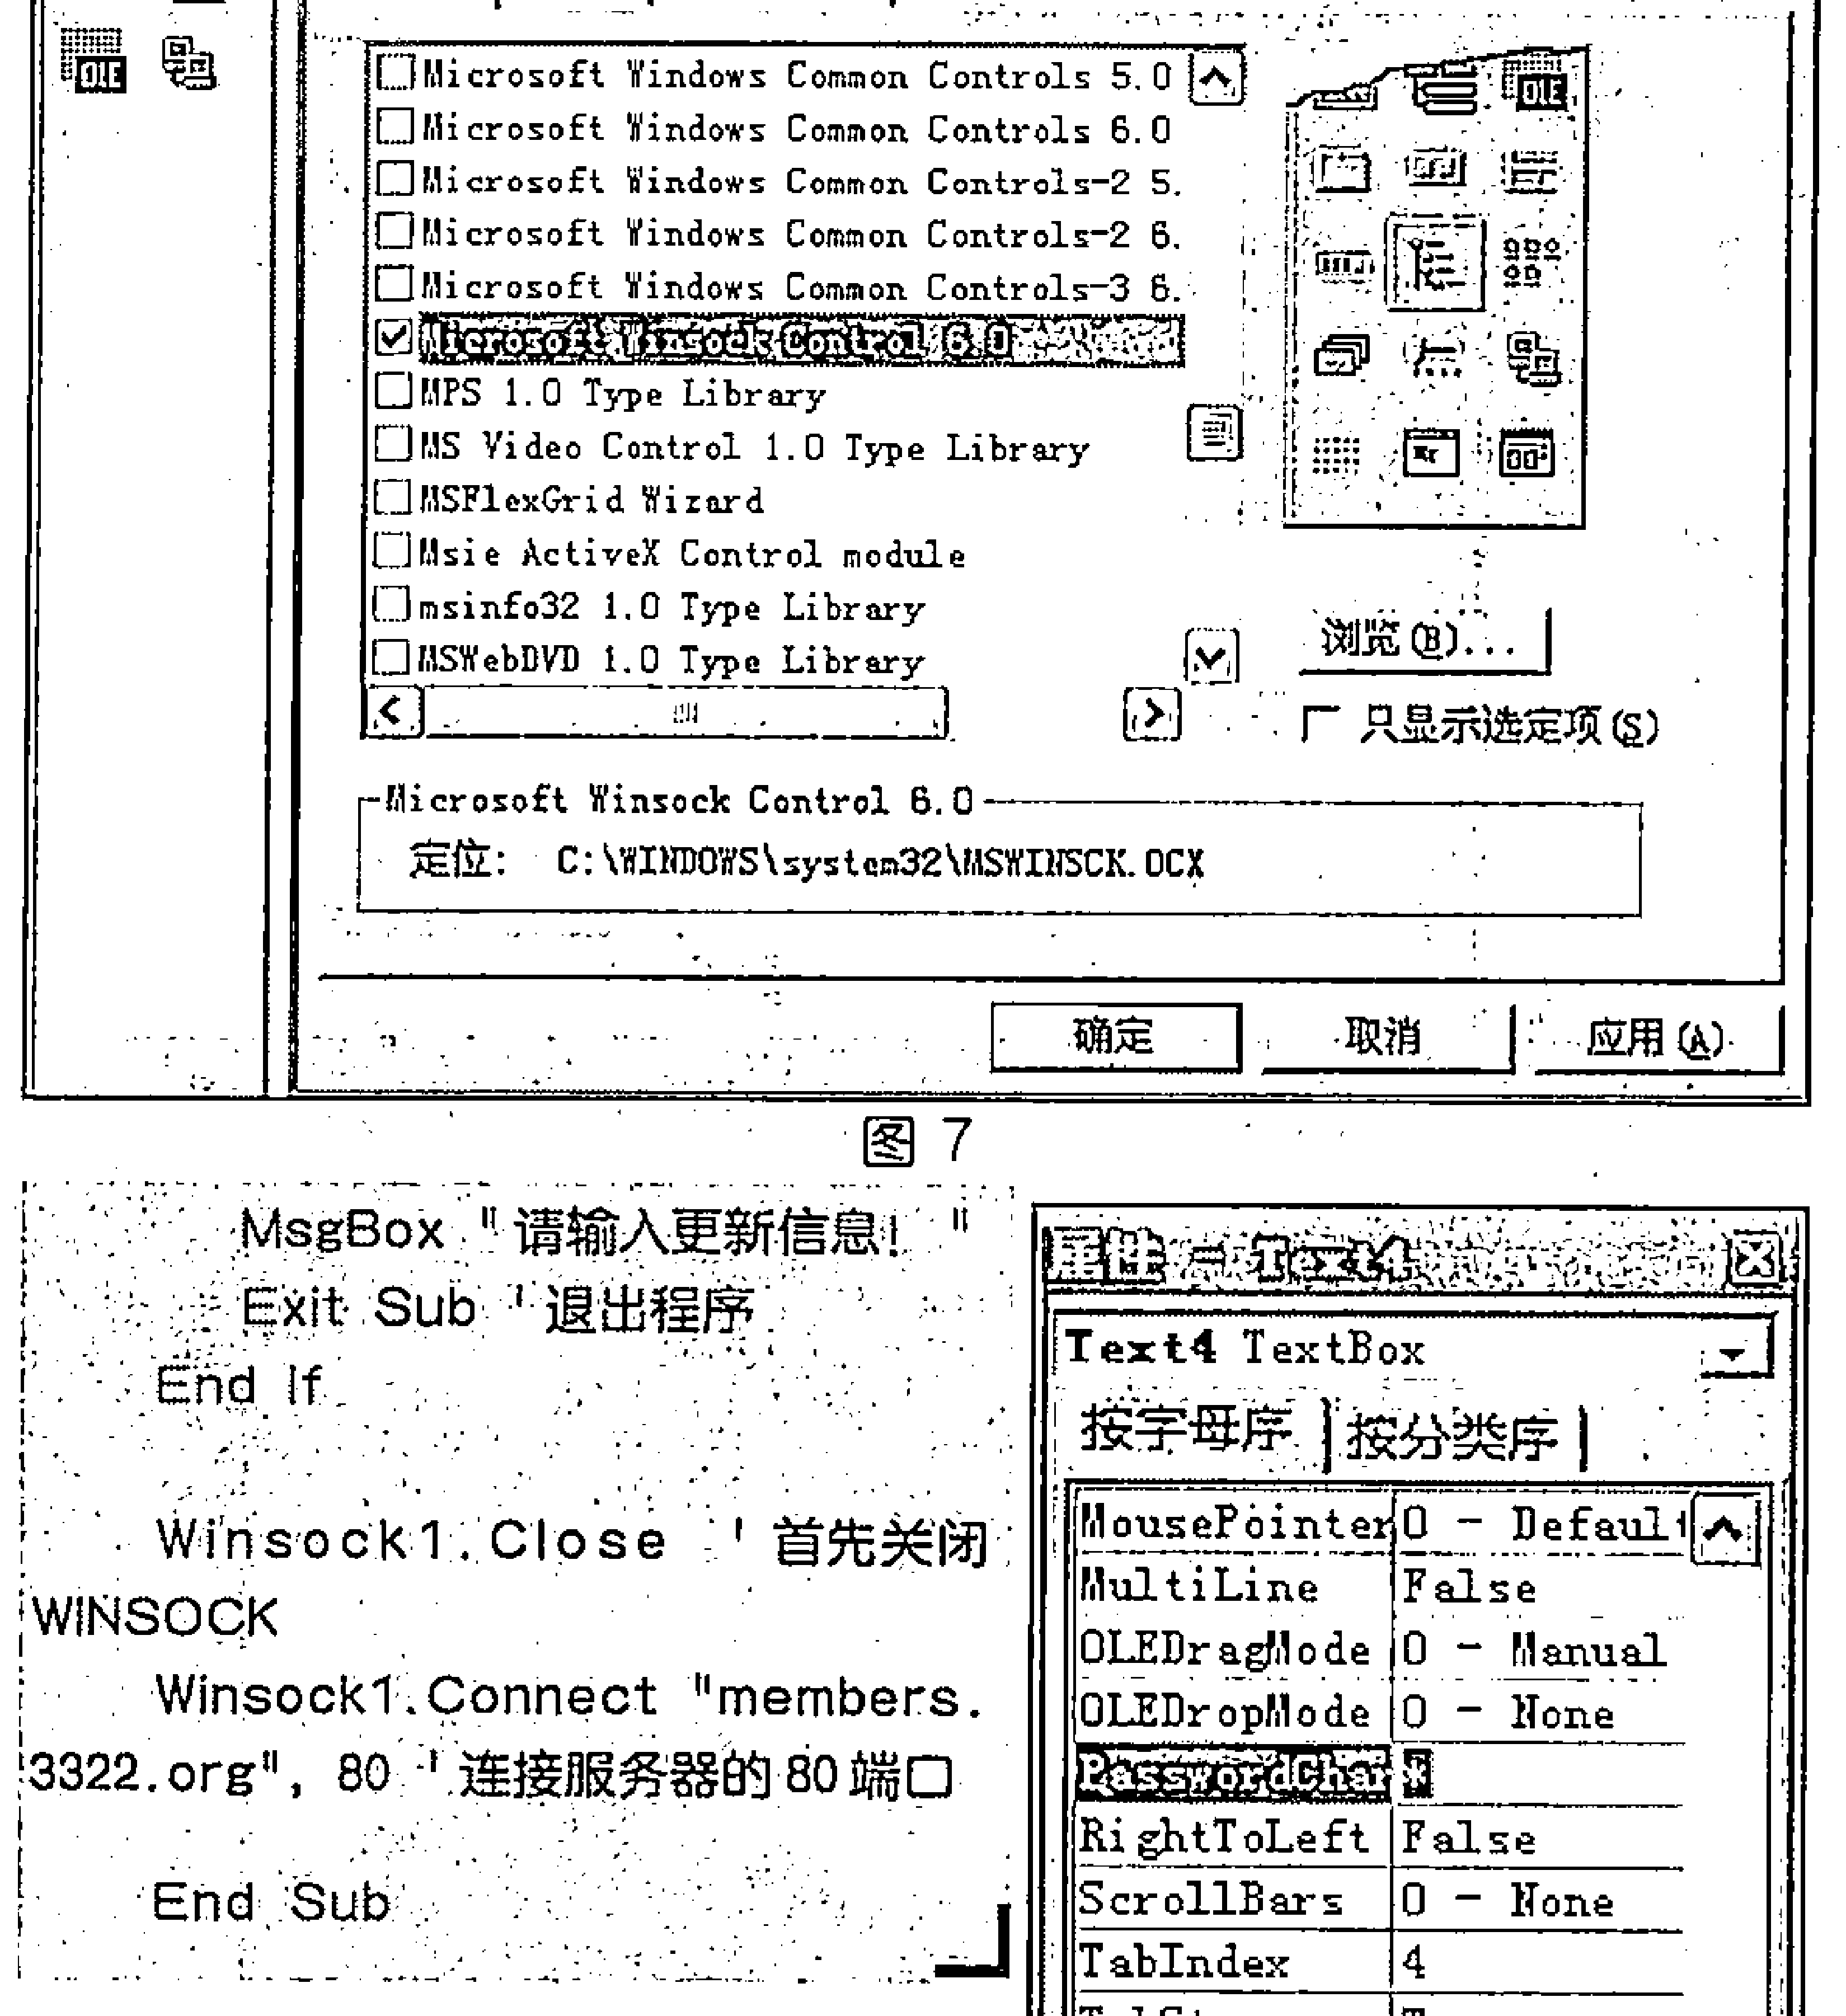 OLE
Microsoft Windows Common Controls 5.0
Microsoft Windows Common Controls 6.0
Microsoft Windows Common Controls-2 5.
Microsoft Windows Common Controls-2 6.
Microsoft Windows Common Controls-3 6.
Microsoft Winsock Control 6.0
MPS 1.0 Type Library
MS Video Control 1.0 Type Library
MSFlexGrid Wizard
Msie ActiveX Control module
msinfo32 1.0 Type Library
MSWebDVD 1.0 Type Library
OLE
浏览(B)...
只显示选定项(S)
Microsoft Winsock Control 6.0
定位: C:\WINDOWS\system32\MSWINSCK.OCX
确定 取消 应用(A)
图 7
MsgBox "请输入更新信息! "
Exit Sub '退出程序
End If
Winsock1.Close '首先关闭
WINSOCK
Winsock1.Connect "members.
3322.org", 80 '连接服务器的80端口
End Sub
属性 - Text4
Text4 TextBox
按字母序 按分类序
MousePointer 0 - Default
MultiLine False
OLEDragMode 0 - Manual
OLEDropMode 0 - None
PasswordChar *
RightToLeft False
ScrollBars 0 - None
TabIndex 4